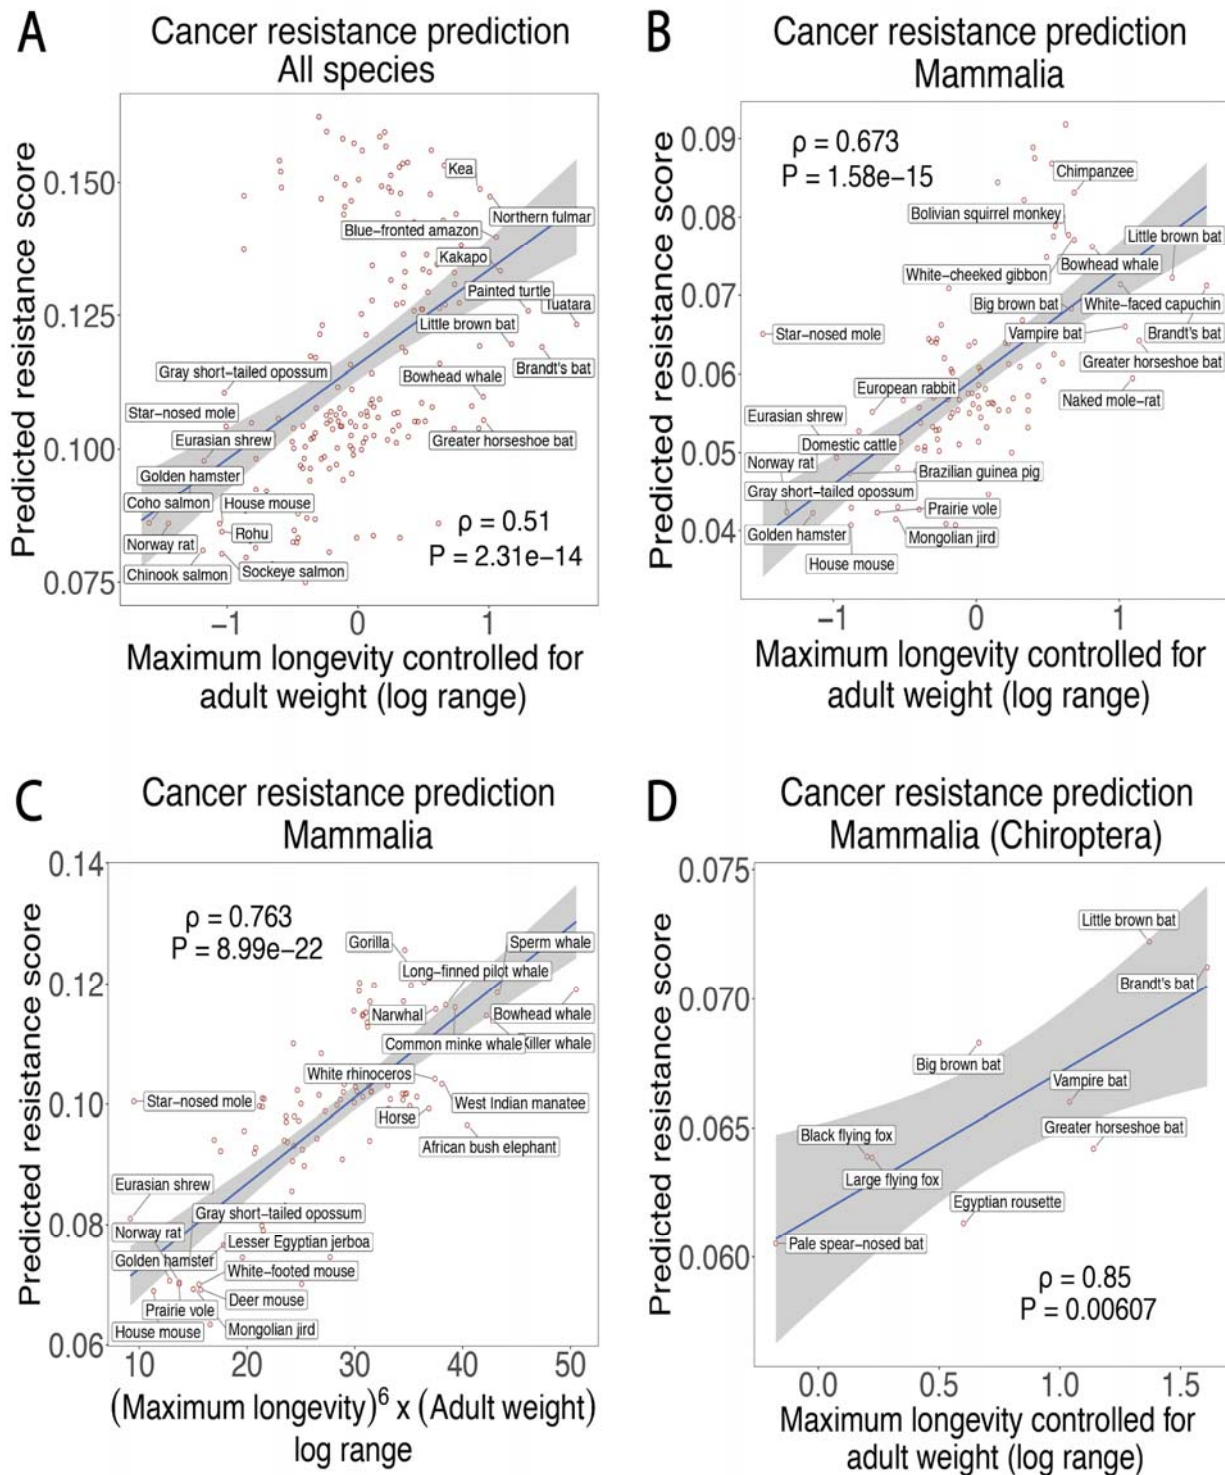 A
Cancer resistance prediction
All species
Predicted resistance score
0.150
0.125
0.100
0.075
Kea
Northern fulmar
Blue−fronted amazon
Kakapo
Painted turtle
Tuatara
Little brown bat
Brandt's bat
Gray short−tailed opossum
Bowhead whale
Star−nosed mole
Eurasian shrew
Greater horseshoe bat
Golden hamster
Coho salmon
House mouse
Norway rat
Rohu
Chinook salmon
Sockeye salmon
ρ = 0.51
P = 2.31e−14
−1
0
1
Maximum longevity controlled for
adult weight (log range)
B
Cancer resistance prediction
Mammalia
Predicted resistance score
0.09
0.08
0.07
0.06
0.05
0.04
ρ = 0.673
P = 1.58e−15
Chimpanzee
Bolivian squirrel monkey
Little brown bat
White−cheeked gibbon
Bowhead whale
Big brown bat
White−faced capuchin
Star−nosed mole
Vampire bat
Brandt's bat
Greater horseshoe bat
European rabbit
Naked mole−rat
Eurasian shrew
Domestic cattle
Norway rat
Brazilian guinea pig
Gray short−tailed opossum
Prairie vole
Golden hamster
Mongolian jird
House mouse
−1
0
1
Maximum longevity controlled for
adult weight (log range)
C
Cancer resistance prediction
Mammalia
Predicted resistance score
0.14
0.12
0.10
0.08
0.06
ρ = 0.763
P = 8.99e−22
Gorilla
Sperm whale
Long−finned pilot whale
Narwhal
Bowhead whale
Common minke whale
Killer whale
White rhinoceros
Star−nosed mole
West Indian manatee
Horse
African bush elephant
Eurasian shrew
Gray short−tailed opossum
Norway rat
Lesser Egyptian jerboa
Golden hamster
White−footed mouse
Prairie vole
Deer mouse
House mouse
Mongolian jird
10
20
30
40
50
(Maximum longevity)⁶ x (Adult weight)
log range
D
Cancer resistance prediction
Mammalia (Chiroptera)
Predicted resistance score
0.075
0.070
0.065
0.060
Little brown bat
Brandt's bat
Big brown bat
Vampire bat
Black flying fox
Greater horseshoe bat
Large flying fox
Egyptian rousette
Pale spear−nosed bat
ρ = 0.85
P = 0.00607
0.0
0.5
1.0
1.5
Maximum longevity controlled for
adult weight (log range)